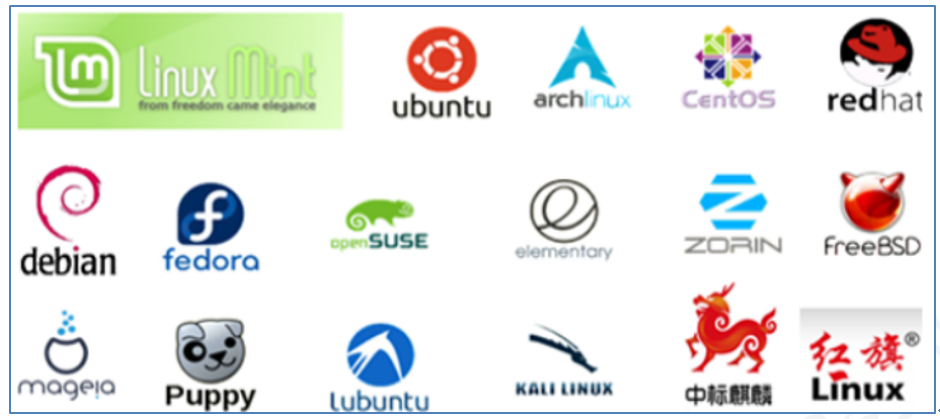 Linux Mint
from freedom came elegance
ubuntu
archlinux
CentOS
redhat
debian
fedora
openSUSE
elementary
ZORIN
FreeBSD
mageia
Puppy
Lubuntu
KALI LINUX
中标麒麟
红旗®
Linux